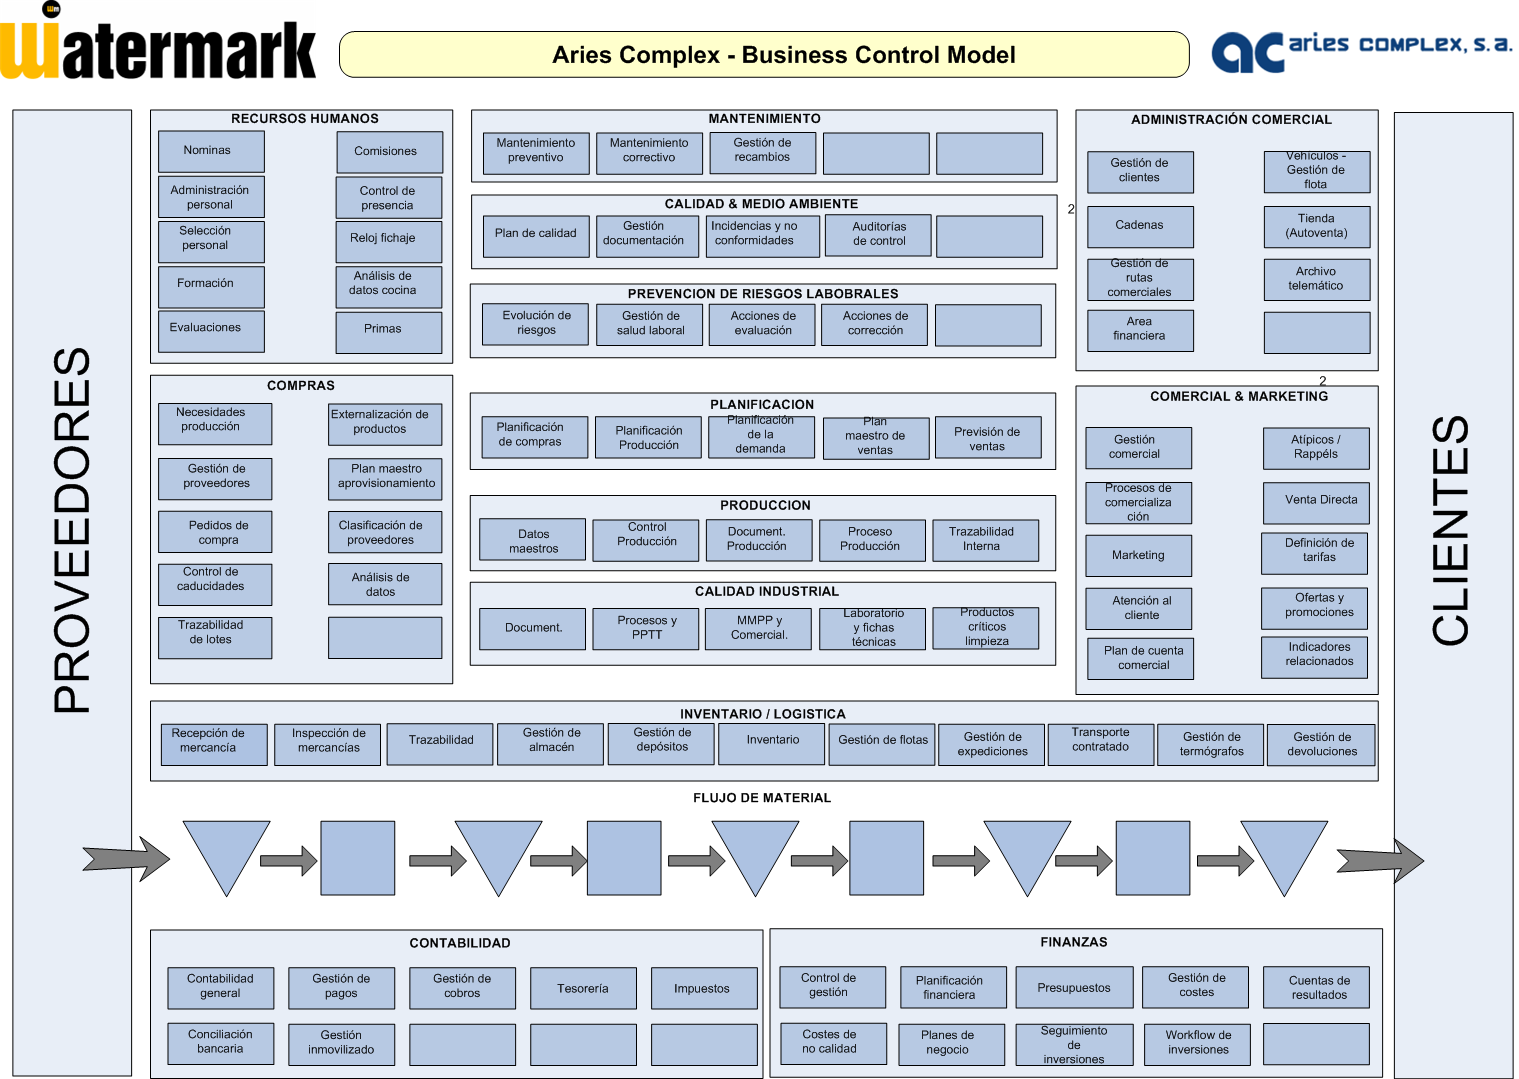 Watermark
wm
Aries Complex - Business Control Model
ac aries complex, s.a.
PROVEEDORES
RECURSOS HUMANOS
Nominas
Comisiones
Administración
personal
Control de
presencia
Selección
personal
Reloj fichaje
Formación
Análisis de
datos cocina
Evaluaciones
Primas
COMPRAS
Necesidades
producción
Externalización de
productos
Gestión de
proveedores
Plan maestro
aprovisionamiento
Pedidos de
compra
Clasificación de
proveedores
Control de
caducidades
Análisis de
datos
Trazabilidad
de lotes
MANTENIMIENTO
Mantenimiento
preventivo
Mantenimiento
correctivo
Gestión de
recambios
CALIDAD & MEDIO AMBIENTE
Plan de calidad
Gestión
documentación
Incidencias y no
conformidades
Auditorías
de control
PREVENCION DE RIESGOS LABOBRALES
Evolución de
riesgos
Gestión de
salud laboral
Acciones de
evaluación
Acciones de
corrección
PLANIFICACION
Planificación
de compras
Planificación
Producción
Planificación
de la
demanda
Plan
maestro de
ventas
Previsión de
ventas
PRODUCCION
Datos
maestros
Control
Producción
Document.
Producción
Proceso
Producción
Trazabilidad
Interna
CALIDAD INDUSTRIAL
Document.
Procesos y
PPTT
MMPP y
Comercial.
Laboratorio
y fichas
técnicas
Productos
críticos
limpieza
ADMINISTRACIÓN COMERCIAL
Gestión de
clientes
Vehículos -
Gestión de
flota
2
Cadenas
Tienda
(Autoventa)
Gestión de
rutas
comerciales
Archivo
telemático
Area
financiera
2
COMERCIAL & MARKETING
Gestión
comercial
Atípicos /
Rappéls
Procesos de
comercializa
ción
Venta Directa
Marketing
Definición de
tarifas
Atención al
cliente
Ofertas y
promociones
Plan de cuenta
comercial
Indicadores
relacionados
CLIENTES
INVENTARIO / LOGISTICA
Recepción de
mercancía
Inspección de
mercancías
Trazabilidad
Gestión de
almacén
Gestión de
depósitos
Inventario
Gestión de flotas
Gestión de
expediciones
Transporte
contratado
Gestión de
termógrafos
Gestión de
devoluciones
FLUJO DE MATERIAL
CONTABILIDAD
Contabilidad
general
Gestión de
pagos
Gestión de
cobros
Tesorería
Impuestos
Conciliación
bancaria
Gestión
inmovilizado
FINANZAS
Control de
gestión
Planificación
financiera
Presupuestos
Gestión de
costes
Cuentas de
resultados
Costes de
no calidad
Planes de
negocio
Seguimiento
de
inversiones
Workflow de
inversiones